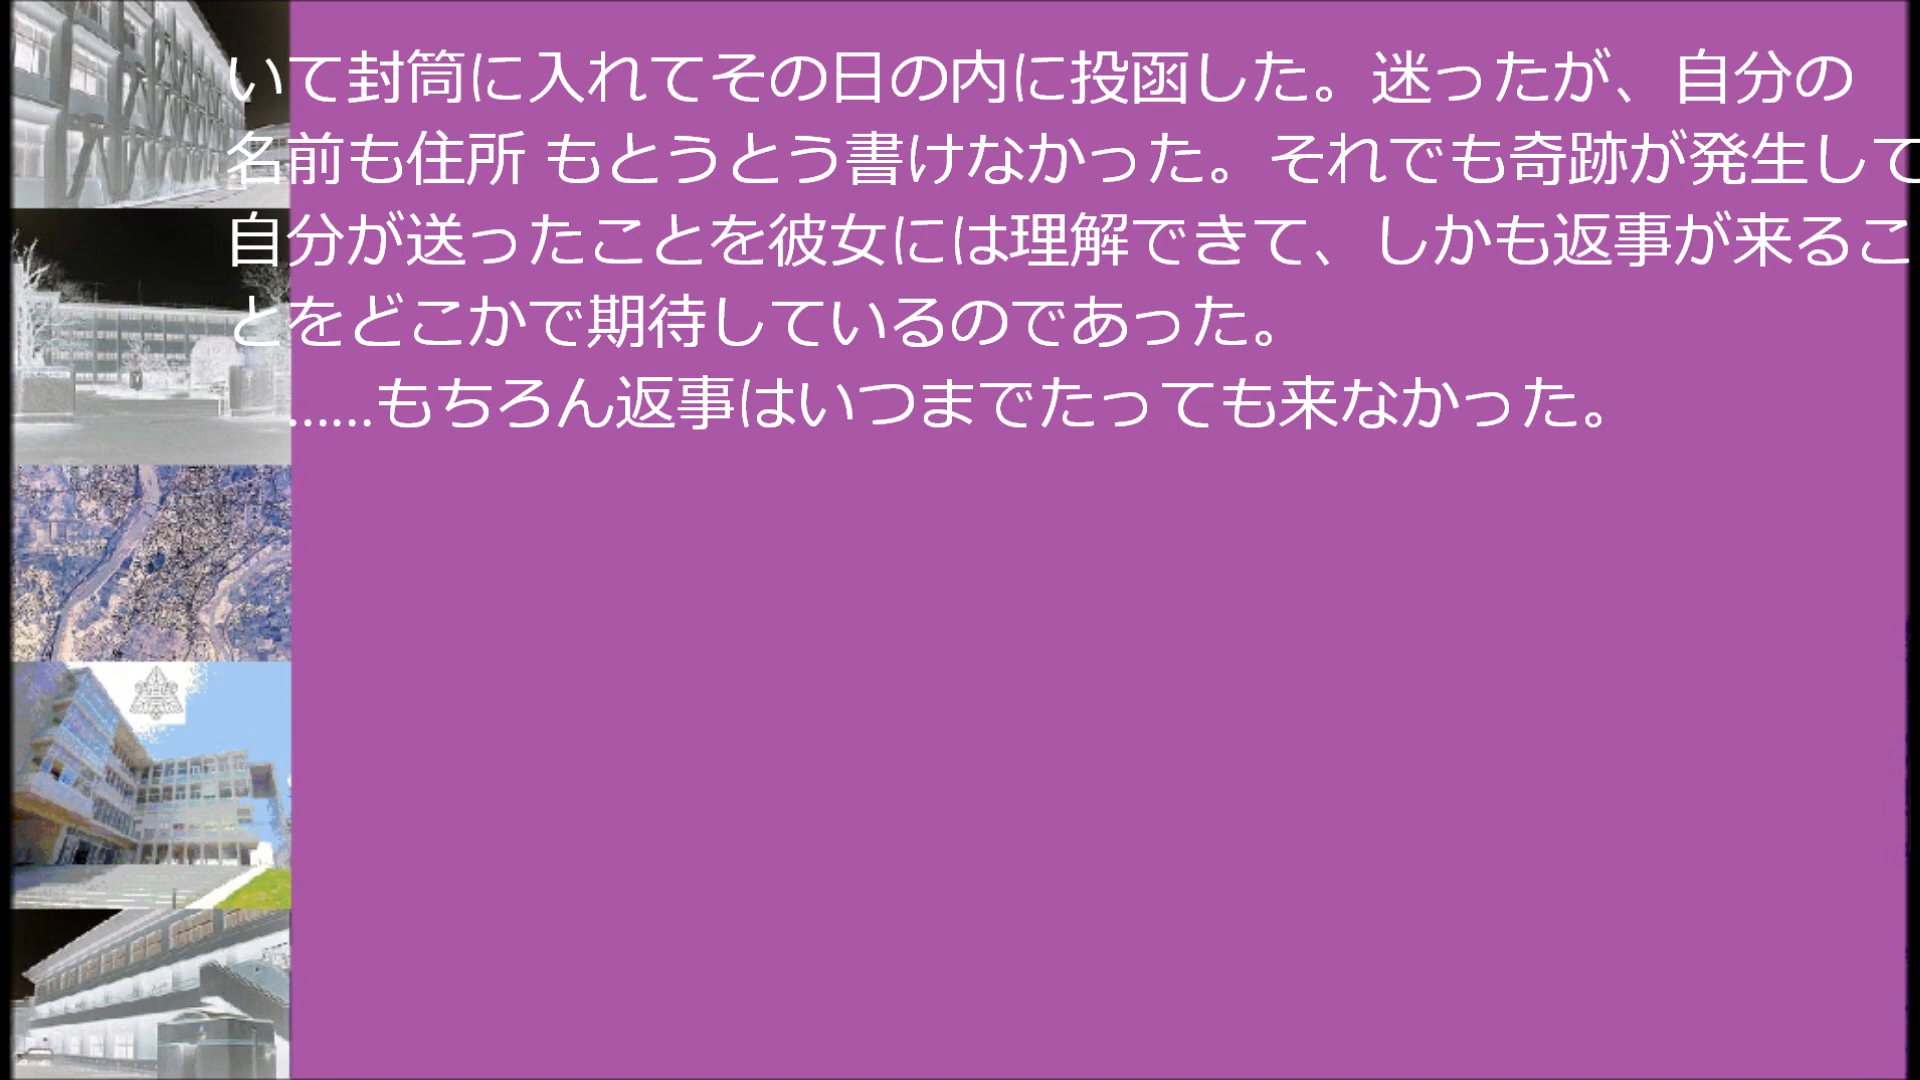 いて封筒に入れてその日の内に投函した。迷ったが、自分の
名前も住所 もとうとう書けなかった。それでも奇跡が発生して
自分が送ったことを彼女には理解できて、しかも返事が来るこ
とをどこかで期待しているのであった。
……もちろん返事はいつまでたっても来なかった。